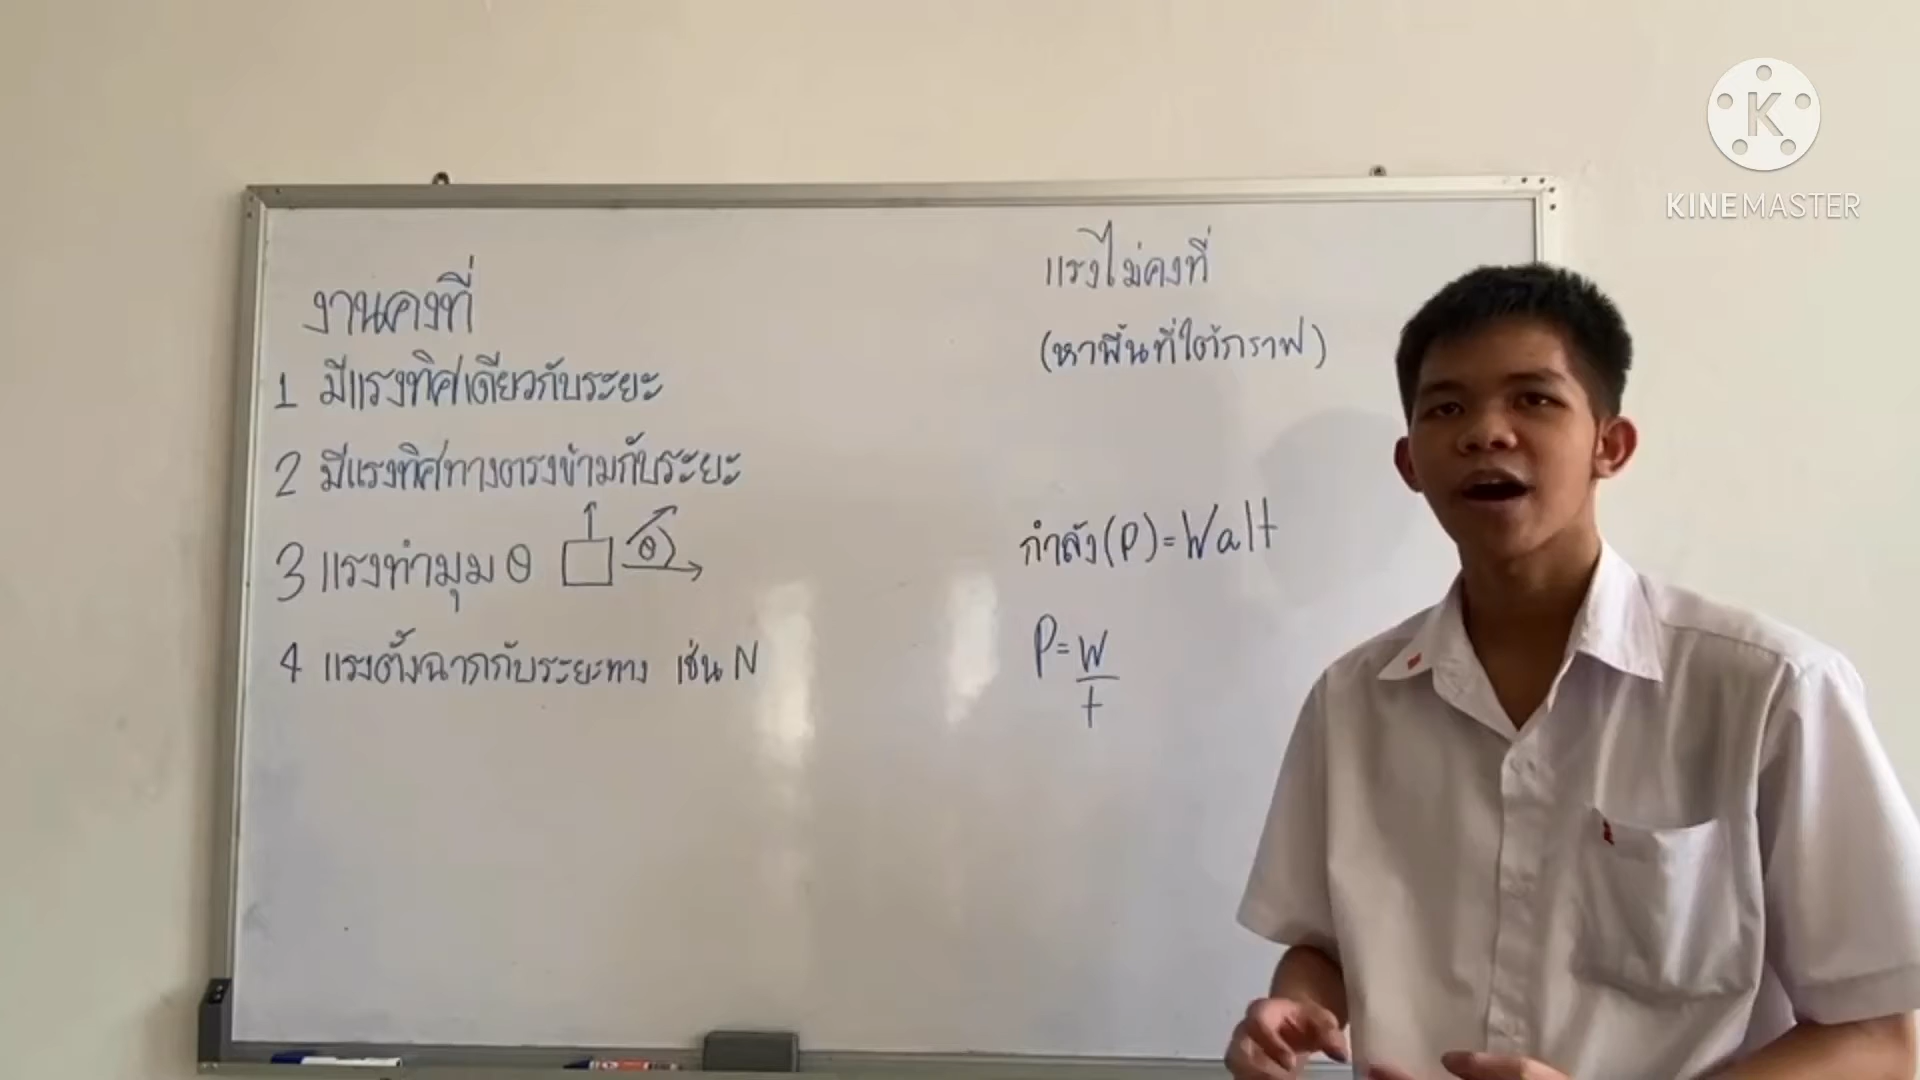 งานคงที่
1 มีแรงทิศเดียวกับระยะ
2 มีแรงทิศทางตรงข้ามกับระยะ
3 แรงทำมุม θ θ
4 แรงตั้งฉากกับระยะทาง เช่น N
แรงไม่คงที่
(หาพื้นที่ใต้กราฟ)
กำลัง(P)=Walt
P=W
t
K
KINEMASTER